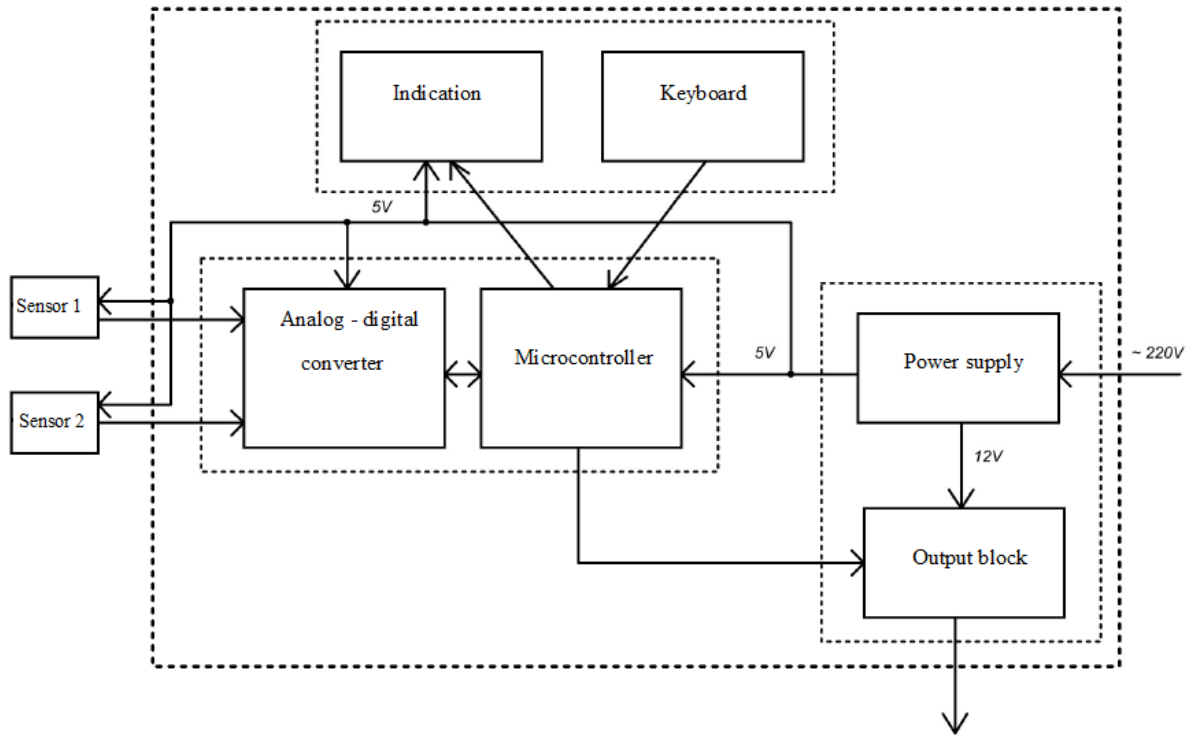 Indication
Keyboard
5V
Sensor 1
Analog - digital
converter
Microcontroller
5V
Power supply
~ 220V
Sensor 2
12V
Output block